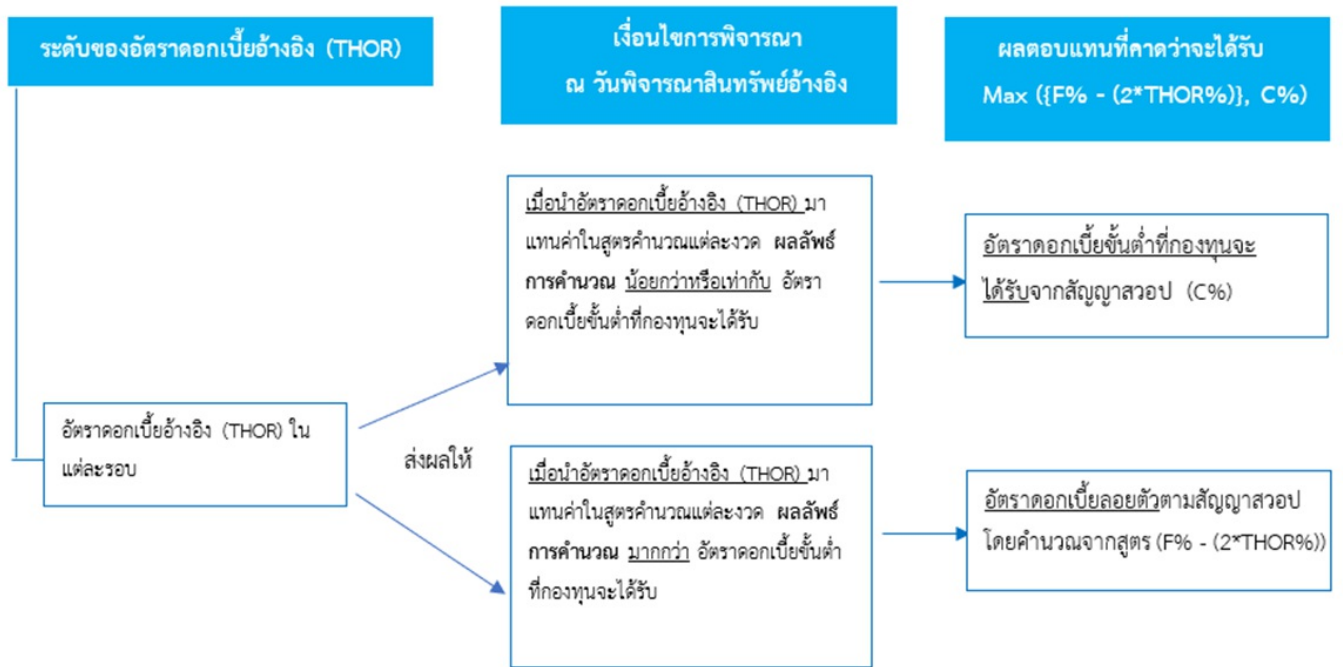 ระดับของอัตราดอกเบี้ยอ้างอิง (THOR)
เงื่อนไขการพิจารณา
ณ วันพิจารณาสินทรัพย์อ้างอิง
ผลตอบแทนที่คาดว่าจะได้รับ
Max ({F% - (2*THOR%)}, C%)
เมื่อนำอัตราดอกเบี้ยอ้างอิง (THOR) มา
แทนค่าในสูตรคำนวณแต่ละงวด ผลลัพธ์
การคำนวณ น้อยกว่าหรือเท่ากับ อัตรา
ดอกเบี้ยขั้นต่ำที่กองทุนจะได้รับ
อัตราดอกเบี้ยขั้นต่ำที่กองทุนจะ
ได้รับจากสัญญาสวอป (C%)
อัตราดอกเบี้ยอ้างอิง (THOR) ใน
แต่ละรอบ
ส่งผลให้
เมื่อนำอัตราดอกเบี้ยอ้างอิง (THOR) มา
แทนค่าในสูตรคำนวณแต่ละงวด ผลลัพธ์
การคำนวณ มากกว่า อัตราดอกเบี้ยขั้นต่ำ
ที่กองทุนจะได้รับ
อัตราดอกเบี้ยลอยตัวตามสัญญาสวอป
โดยคำนวณจากสูตร (F% - (2*THOR%))